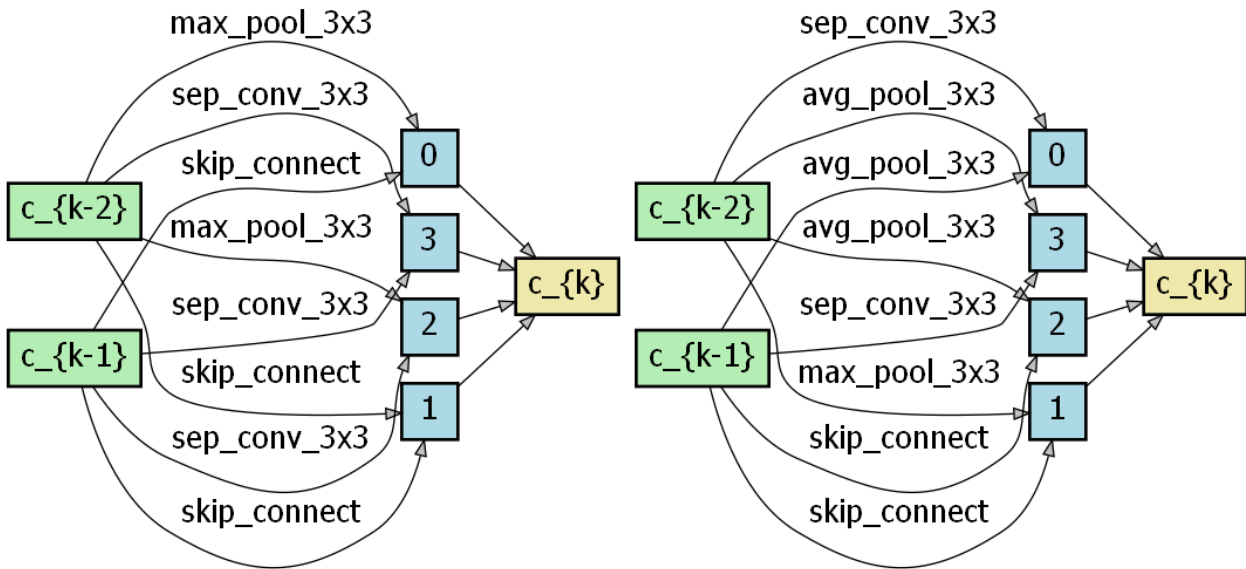 max_pool_3x3
sep_conv_3x3
skip_connect
max_pool_3x3
sep_conv_3x3
skip_connect
sep_conv_3x3
skip_connect
c_{k-2}
c_{k-1}
0
3
2
1
c_{k}
sep_conv_3x3
avg_pool_3x3
avg_pool_3x3
avg_pool_3x3
sep_conv_3x3
max_pool_3x3
skip_connect
skip_connect
c_{k-2}
c_{k-1}
0
3
2
1
c_{k}